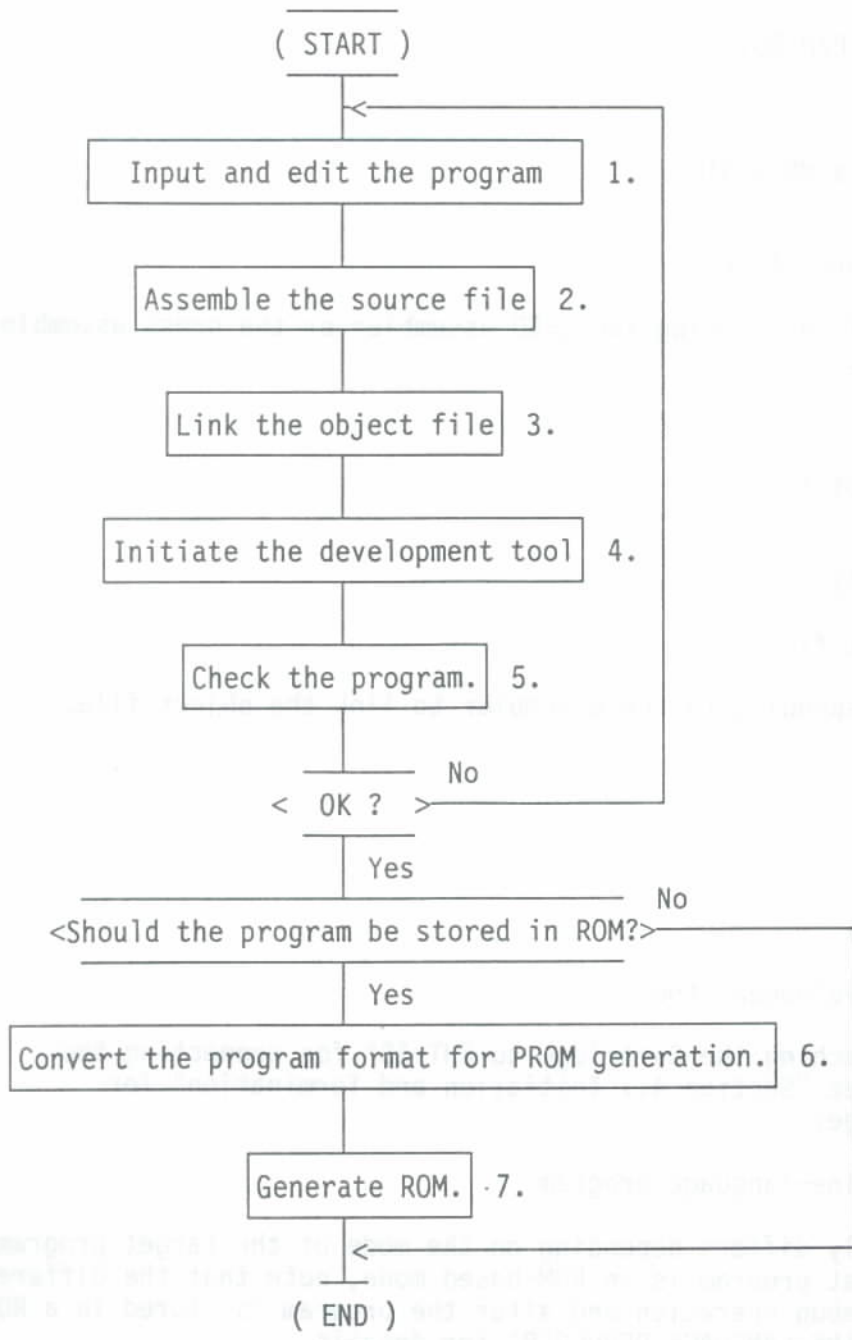 ( START )
<
Input and edit the program 1.
Assemble the source file 2.
Link the object file 3.
Initiate the development tool 4.
Check the program. 5.
No
< OK ? >
Yes
No
<Should the program be stored in ROM?>
Yes
Convert the program format for PROM generation. 6.
Generate ROM. 7.
<
( END )